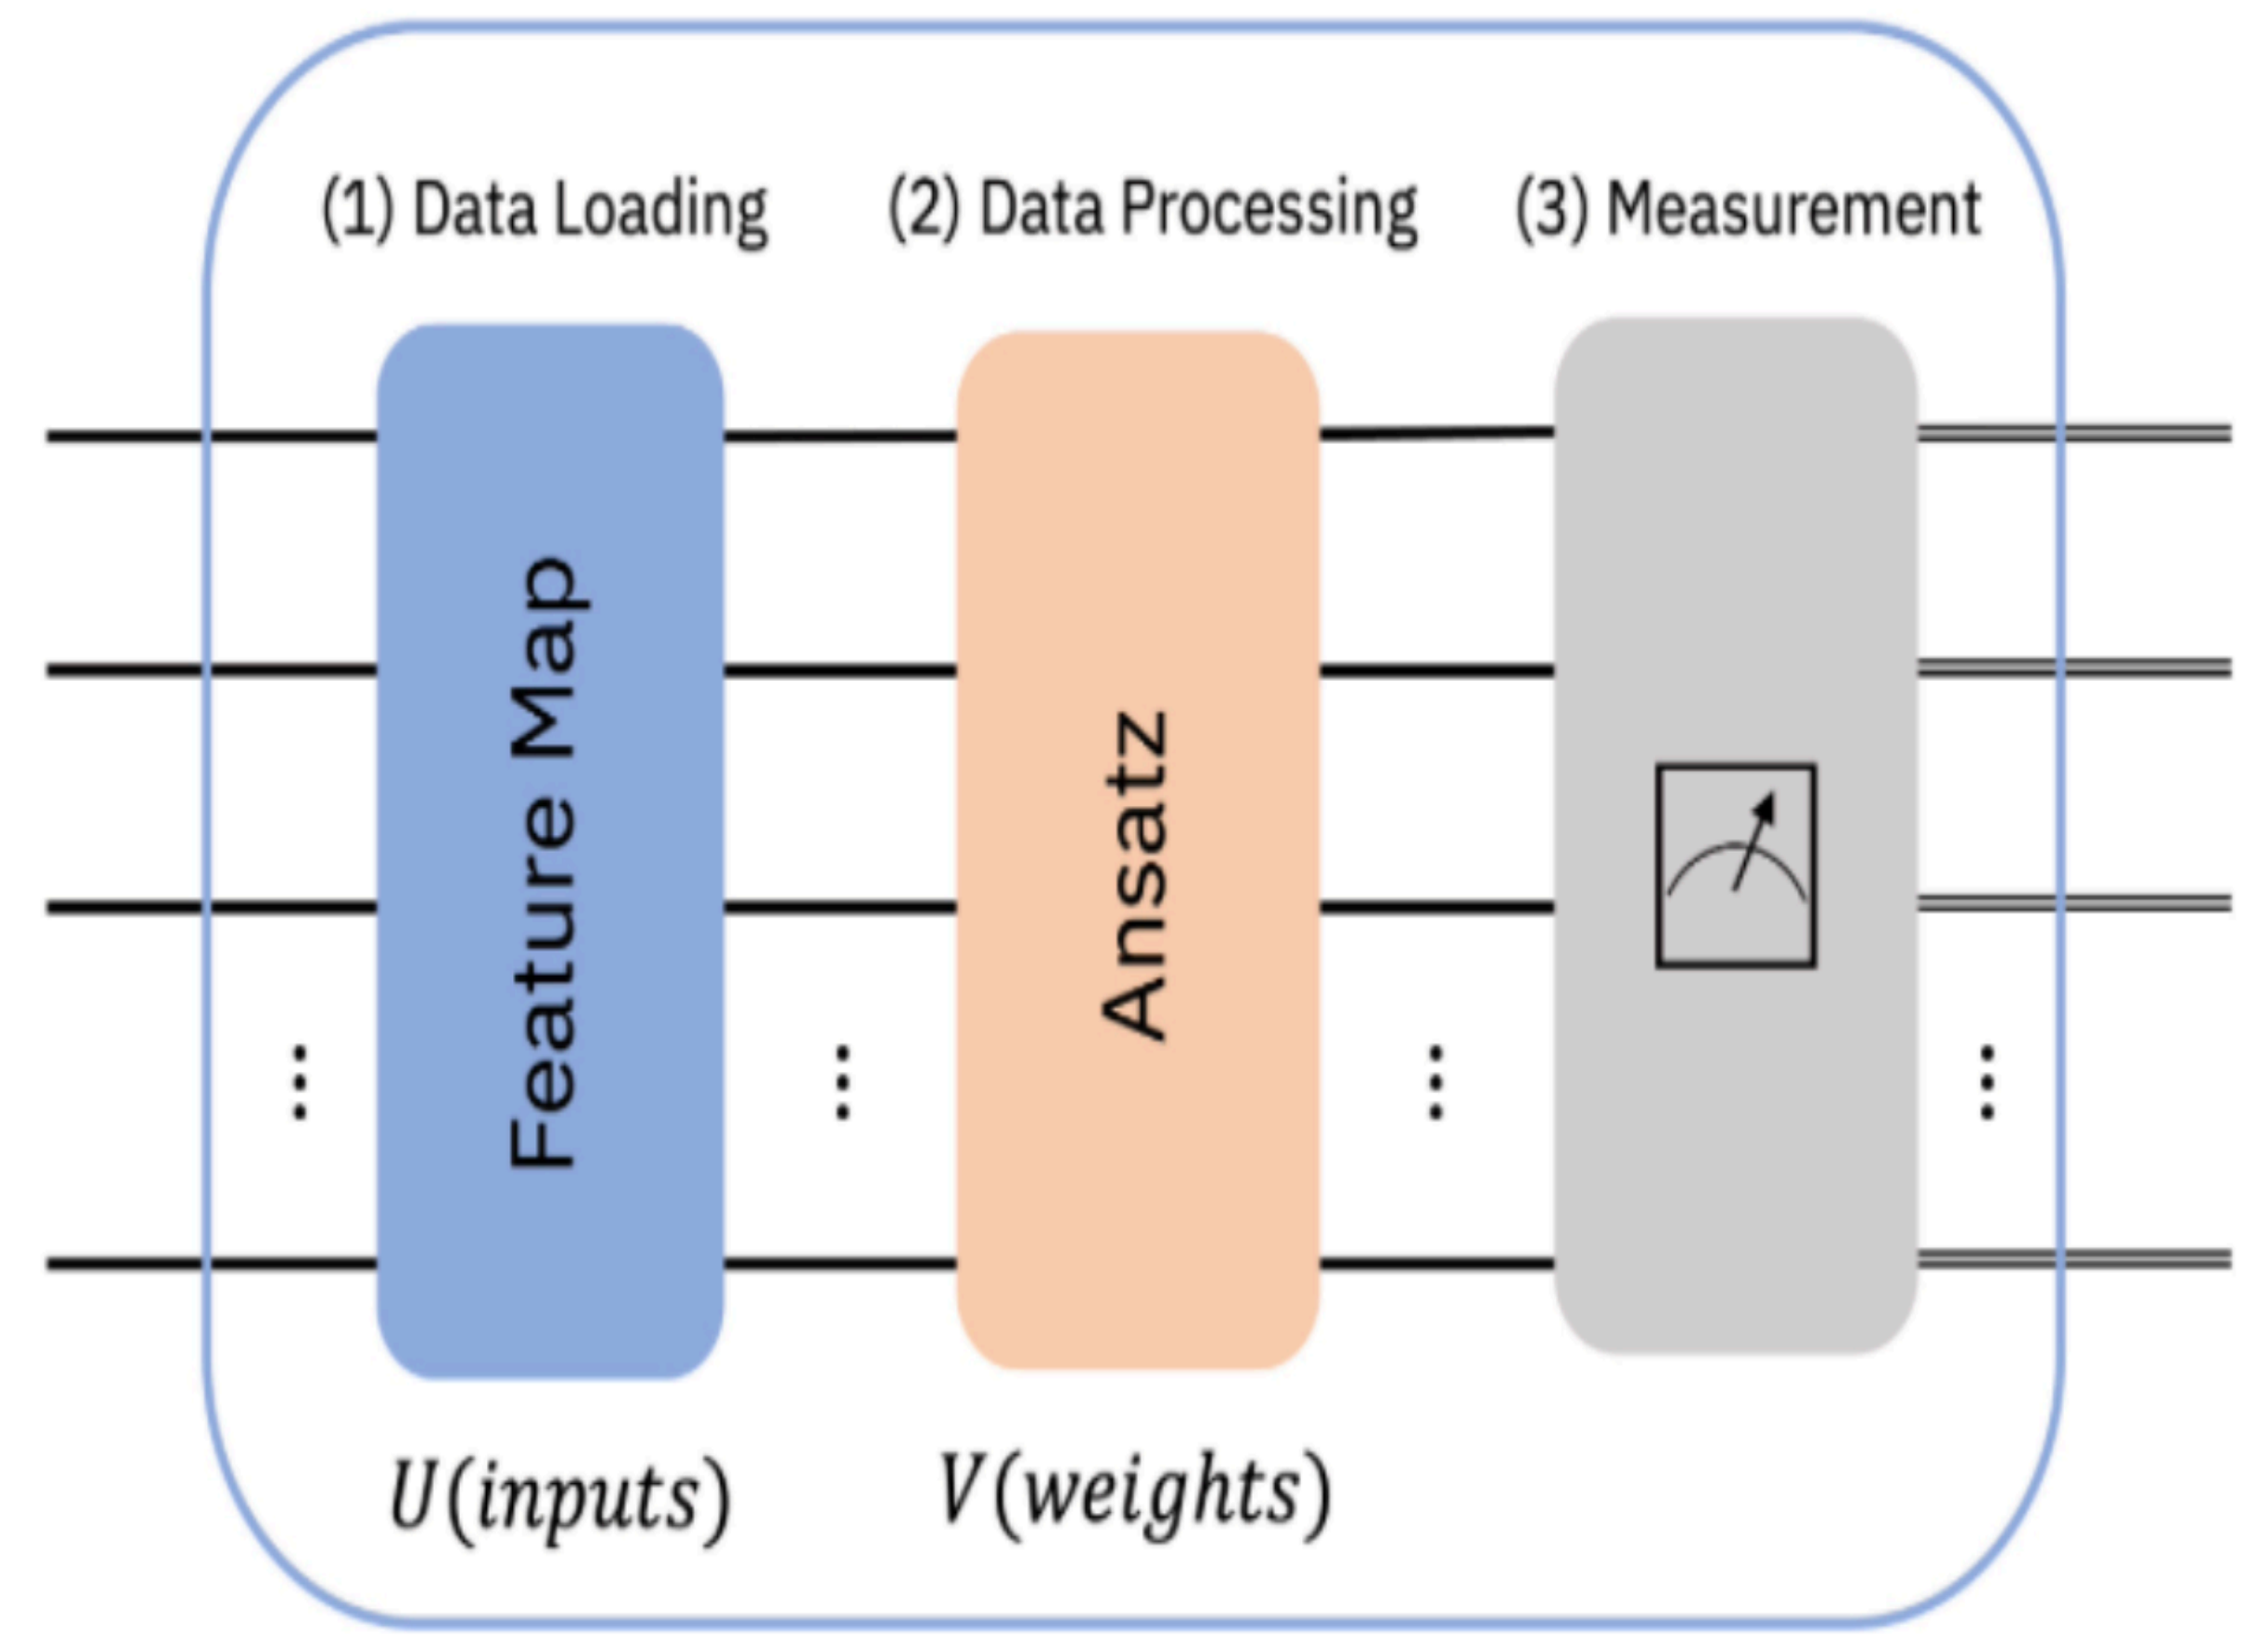 (1) Data Loading
(2) Data Processing
(3) Measurement
Feature Map
Ansatz
U(inputs)
V(weights)